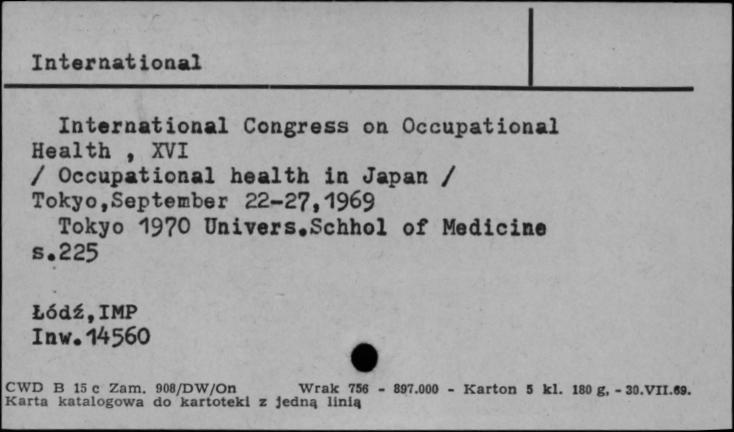 International
International Congress on Occupational
Health , XVI
/ Occupational health in Japan /
Tokyo,September 22-27,1969
Tokyo 1970 Univers.Schhol of Medicine
s.225
Łódź,IMP
Inw.14560
CWD B 15 c Zam. 908/DW/On Wrak 756 - 897.000 - Karton 5 kl. 180 g, - 30.VII.69.
Karta katalogowa do kartoteki z jedną linią